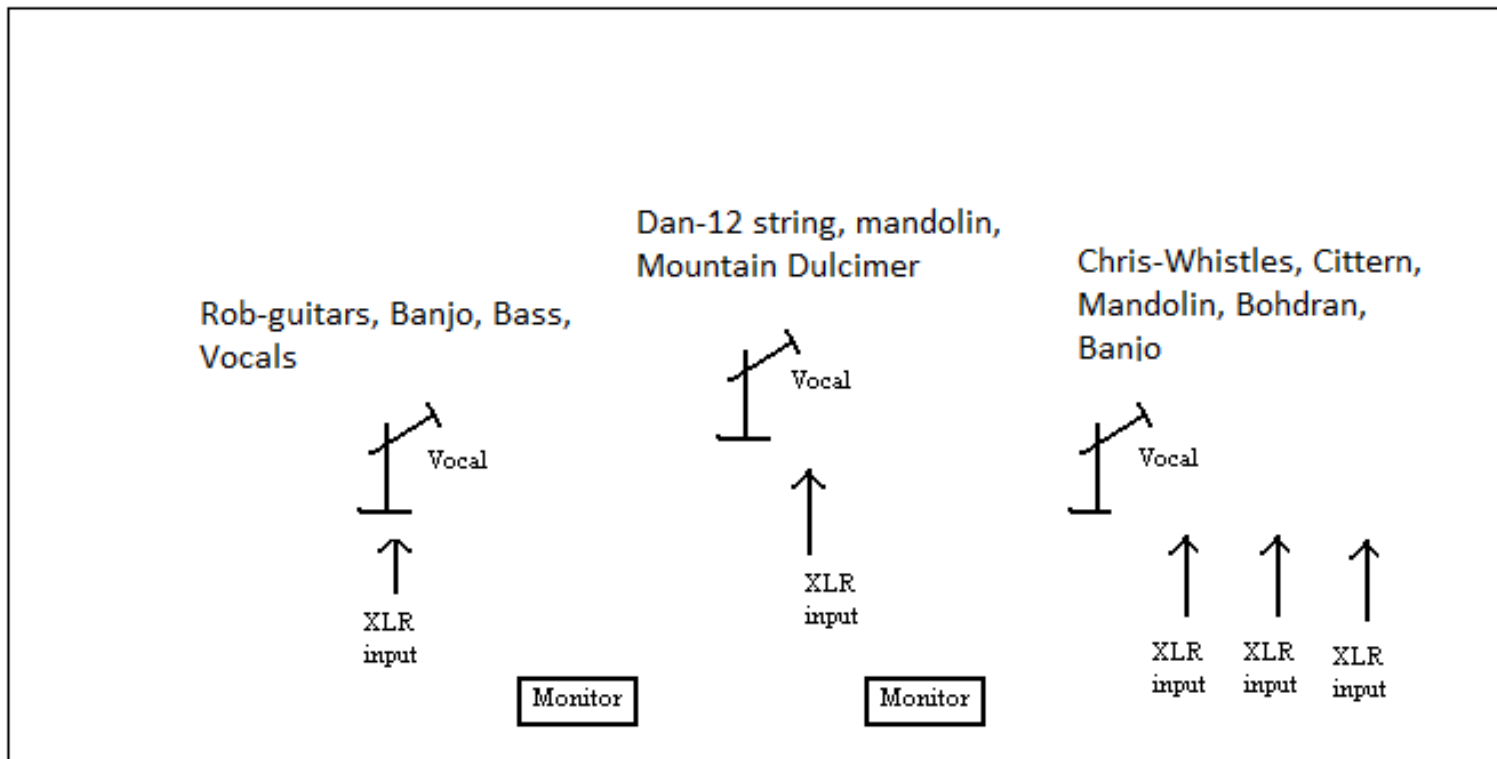 Dan-12 string, mandolin,
Mountain Dulcimer
Chris-Whistles, Cittern,
Mandolin, Bohdran,
Banjo
Rob-guitars, Banjo, Bass,
Vocals
Vocal
Vocal
Vocal
XLR
input
XLR
input
XLR
input
XLR
input
XLR
input
Monitor
Monitor